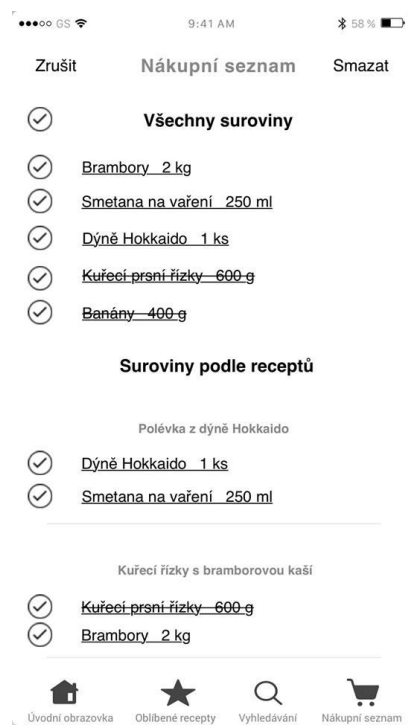 GS 9:41 AM 58 %
Zrušit Nákupní seznam Smazat
Všechny suroviny
Brambory 2 kg
Smetana na vaření 250 ml
Dýně Hokkaido 1 ks
Kuřecí prsní řízky 600 g
Banány 400 g
Suroviny podle receptů
Polévka z dýně Hokkaido
Dýně Hokkaido 1 ks
Smetana na vaření 250 ml
Kuřecí řízky s bramborovou kaší
Kuřecí prsní řízky 600 g
Brambory 2 kg
Úvodní obrazovka Oblíbené recepty Vyhledávání Nákupní seznam